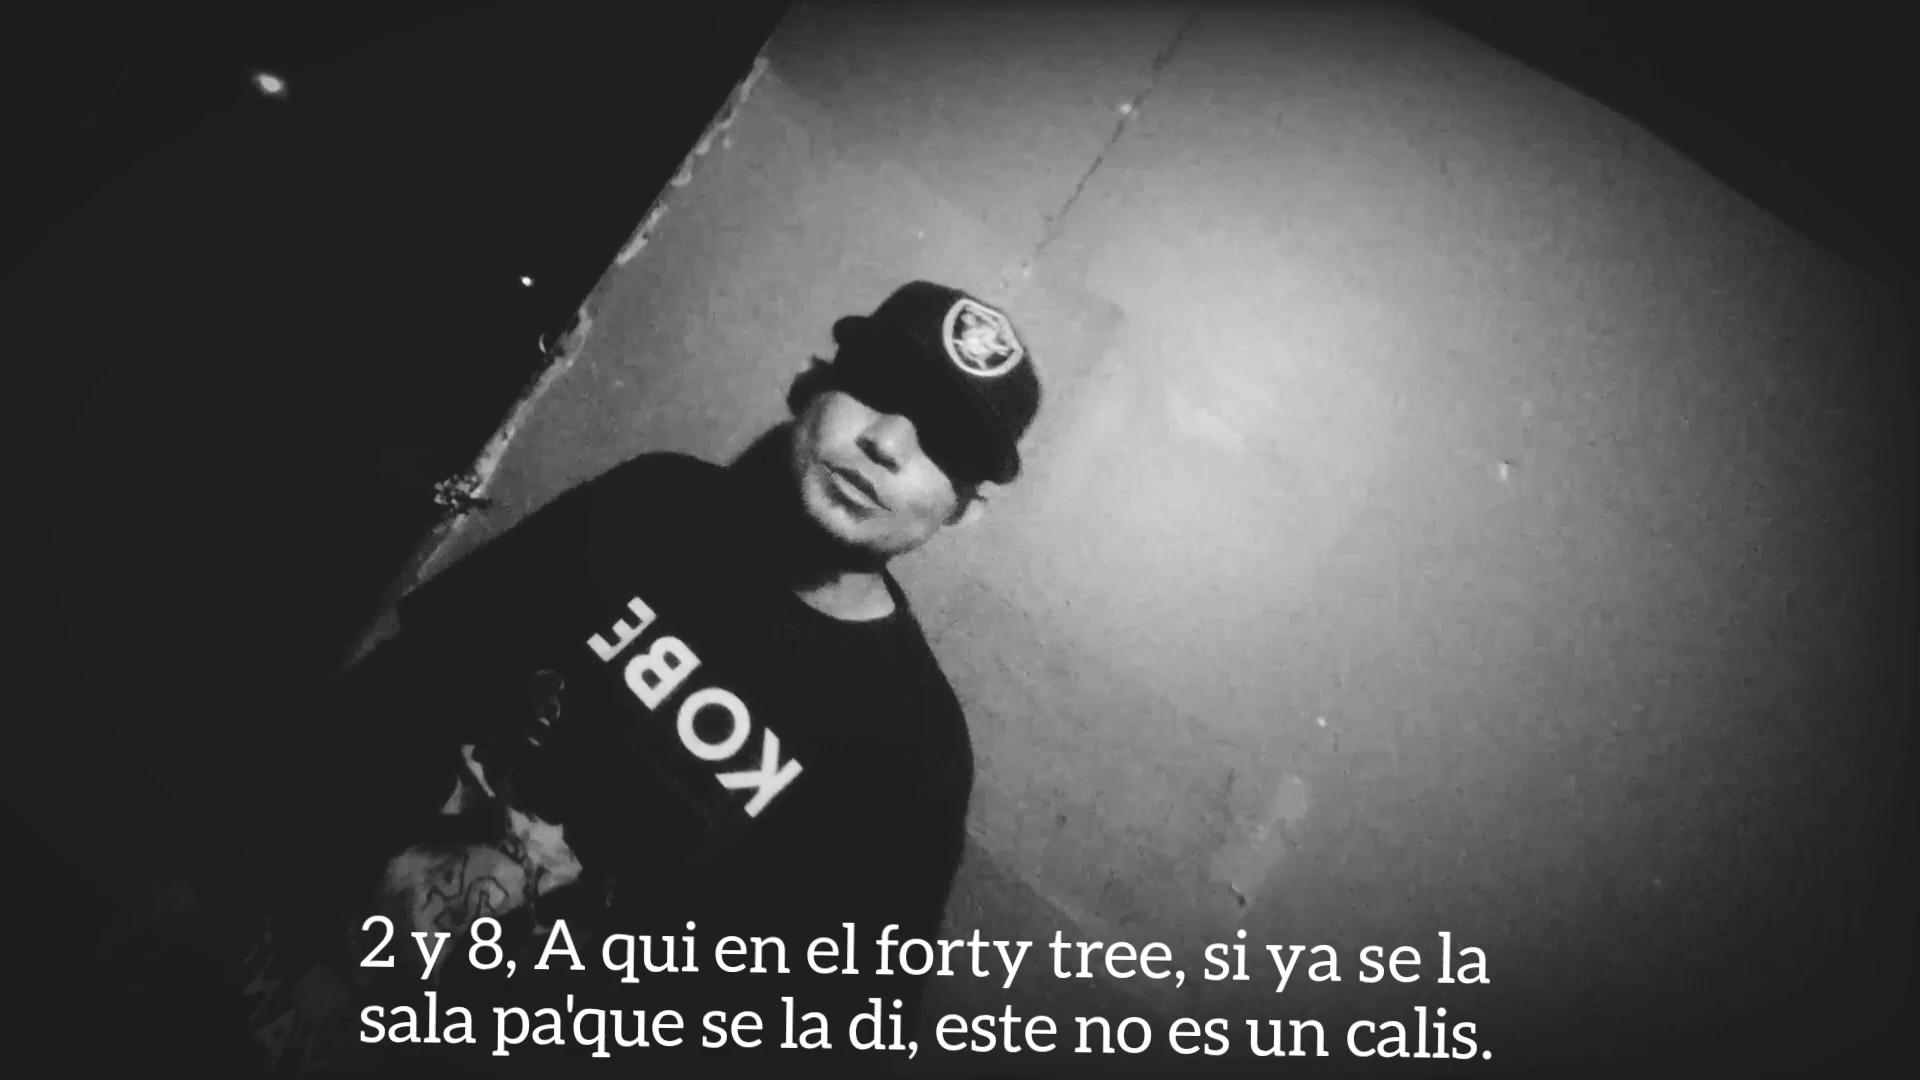 KOBE
2 y 8, A qui en el forty tree, si ya se la
sala pa'que se la di, este no es un calis.